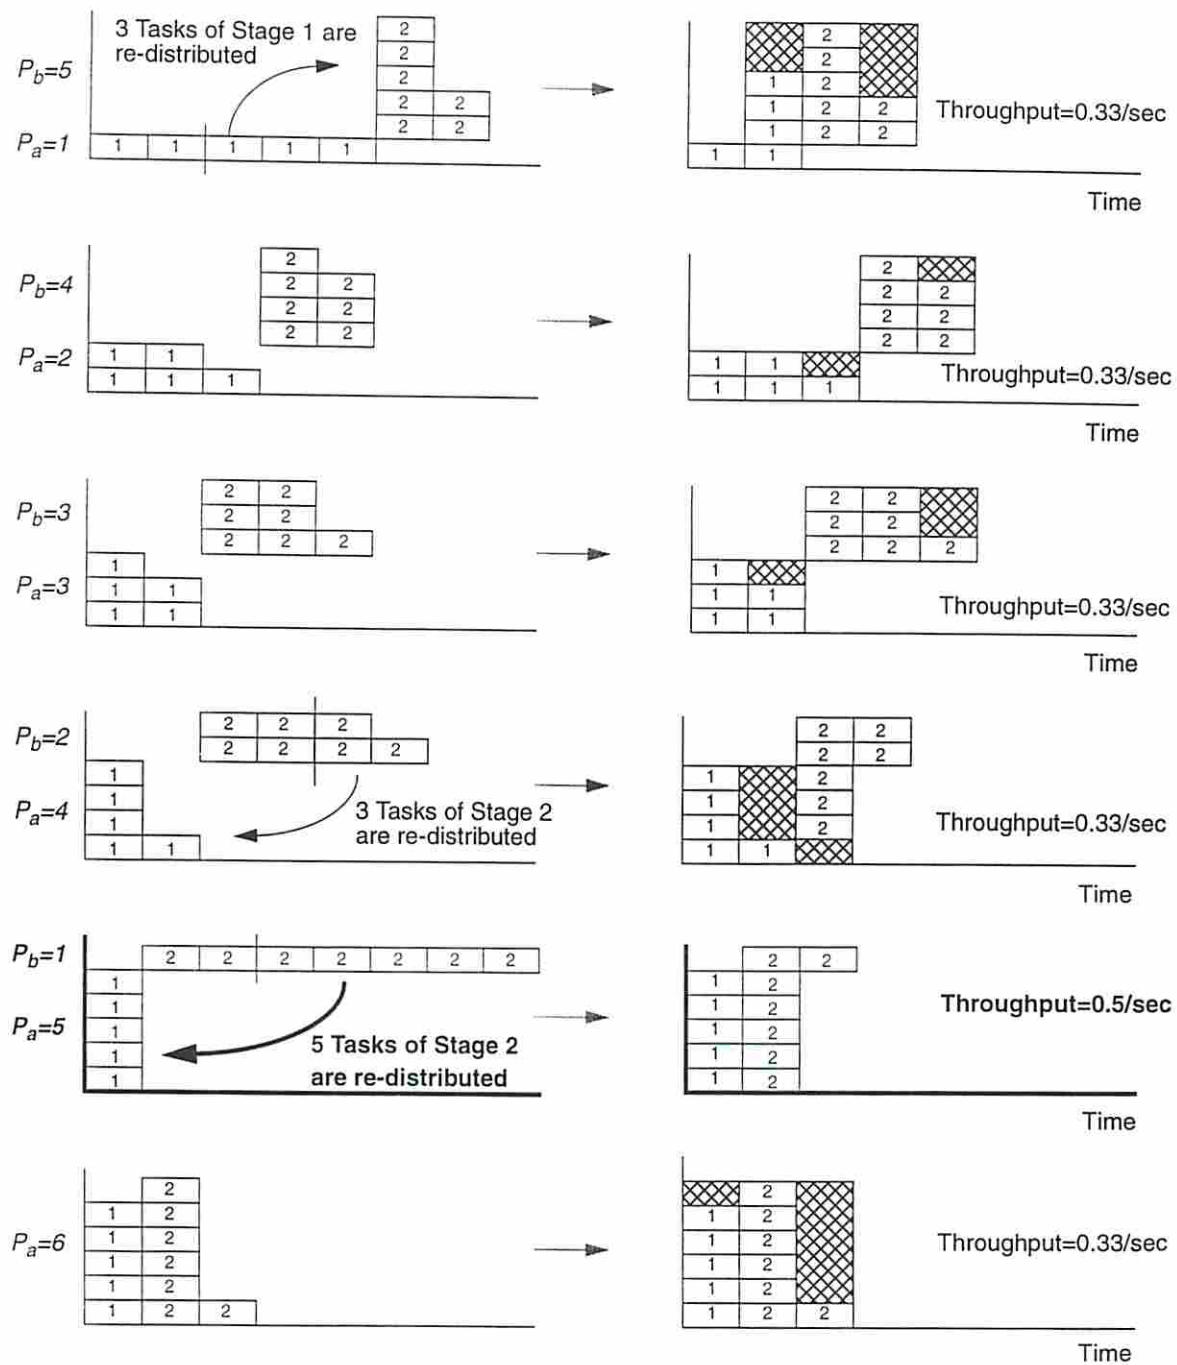 3 Tasks of Stage 1 are
re-distributed
P_b=5
P_a=1
2
2
2
2 2
2 2
1 1 1 1 1
2
2
1 2
1 2 2
1 2 2
1 1
Throughput=0.33/sec
Time
P_b=4
P_a=2
2
2 2
2 2
2 2
1 1
1 1 1
2
2 2
2 2
2 2
1 1
1 1 1
Throughput=0.33/sec
Time
P_b=3
P_a=3
2 2
2 2
2 2 2
1
1 1
1 1
2 2
2 2
2 2 2
1
1 1
1 1
Throughput=0.33/sec
Time
P_b=2
P_a=4
2 2 2
2 2 2 2
1
1
1
1 1
3 Tasks of Stage 2
are re-distributed
2 2
2 2
1 2
1 2
1 2
1 1
Throughput=0.33/sec
Time
P_b=1
P_a=5
2 2 2 2 2 2 2
1
1
1
1
1
5 Tasks of Stage 2
are re-distributed
2 2
1 2
1 2
1 2
1 2
1 2
Throughput=0.5/sec
Time
P_a=6
2
1 2
1 2
1 2
1 2
1 2 2
2
1 2
1 2
1 2
1 2
1 2 2
Throughput=0.33/sec
Time